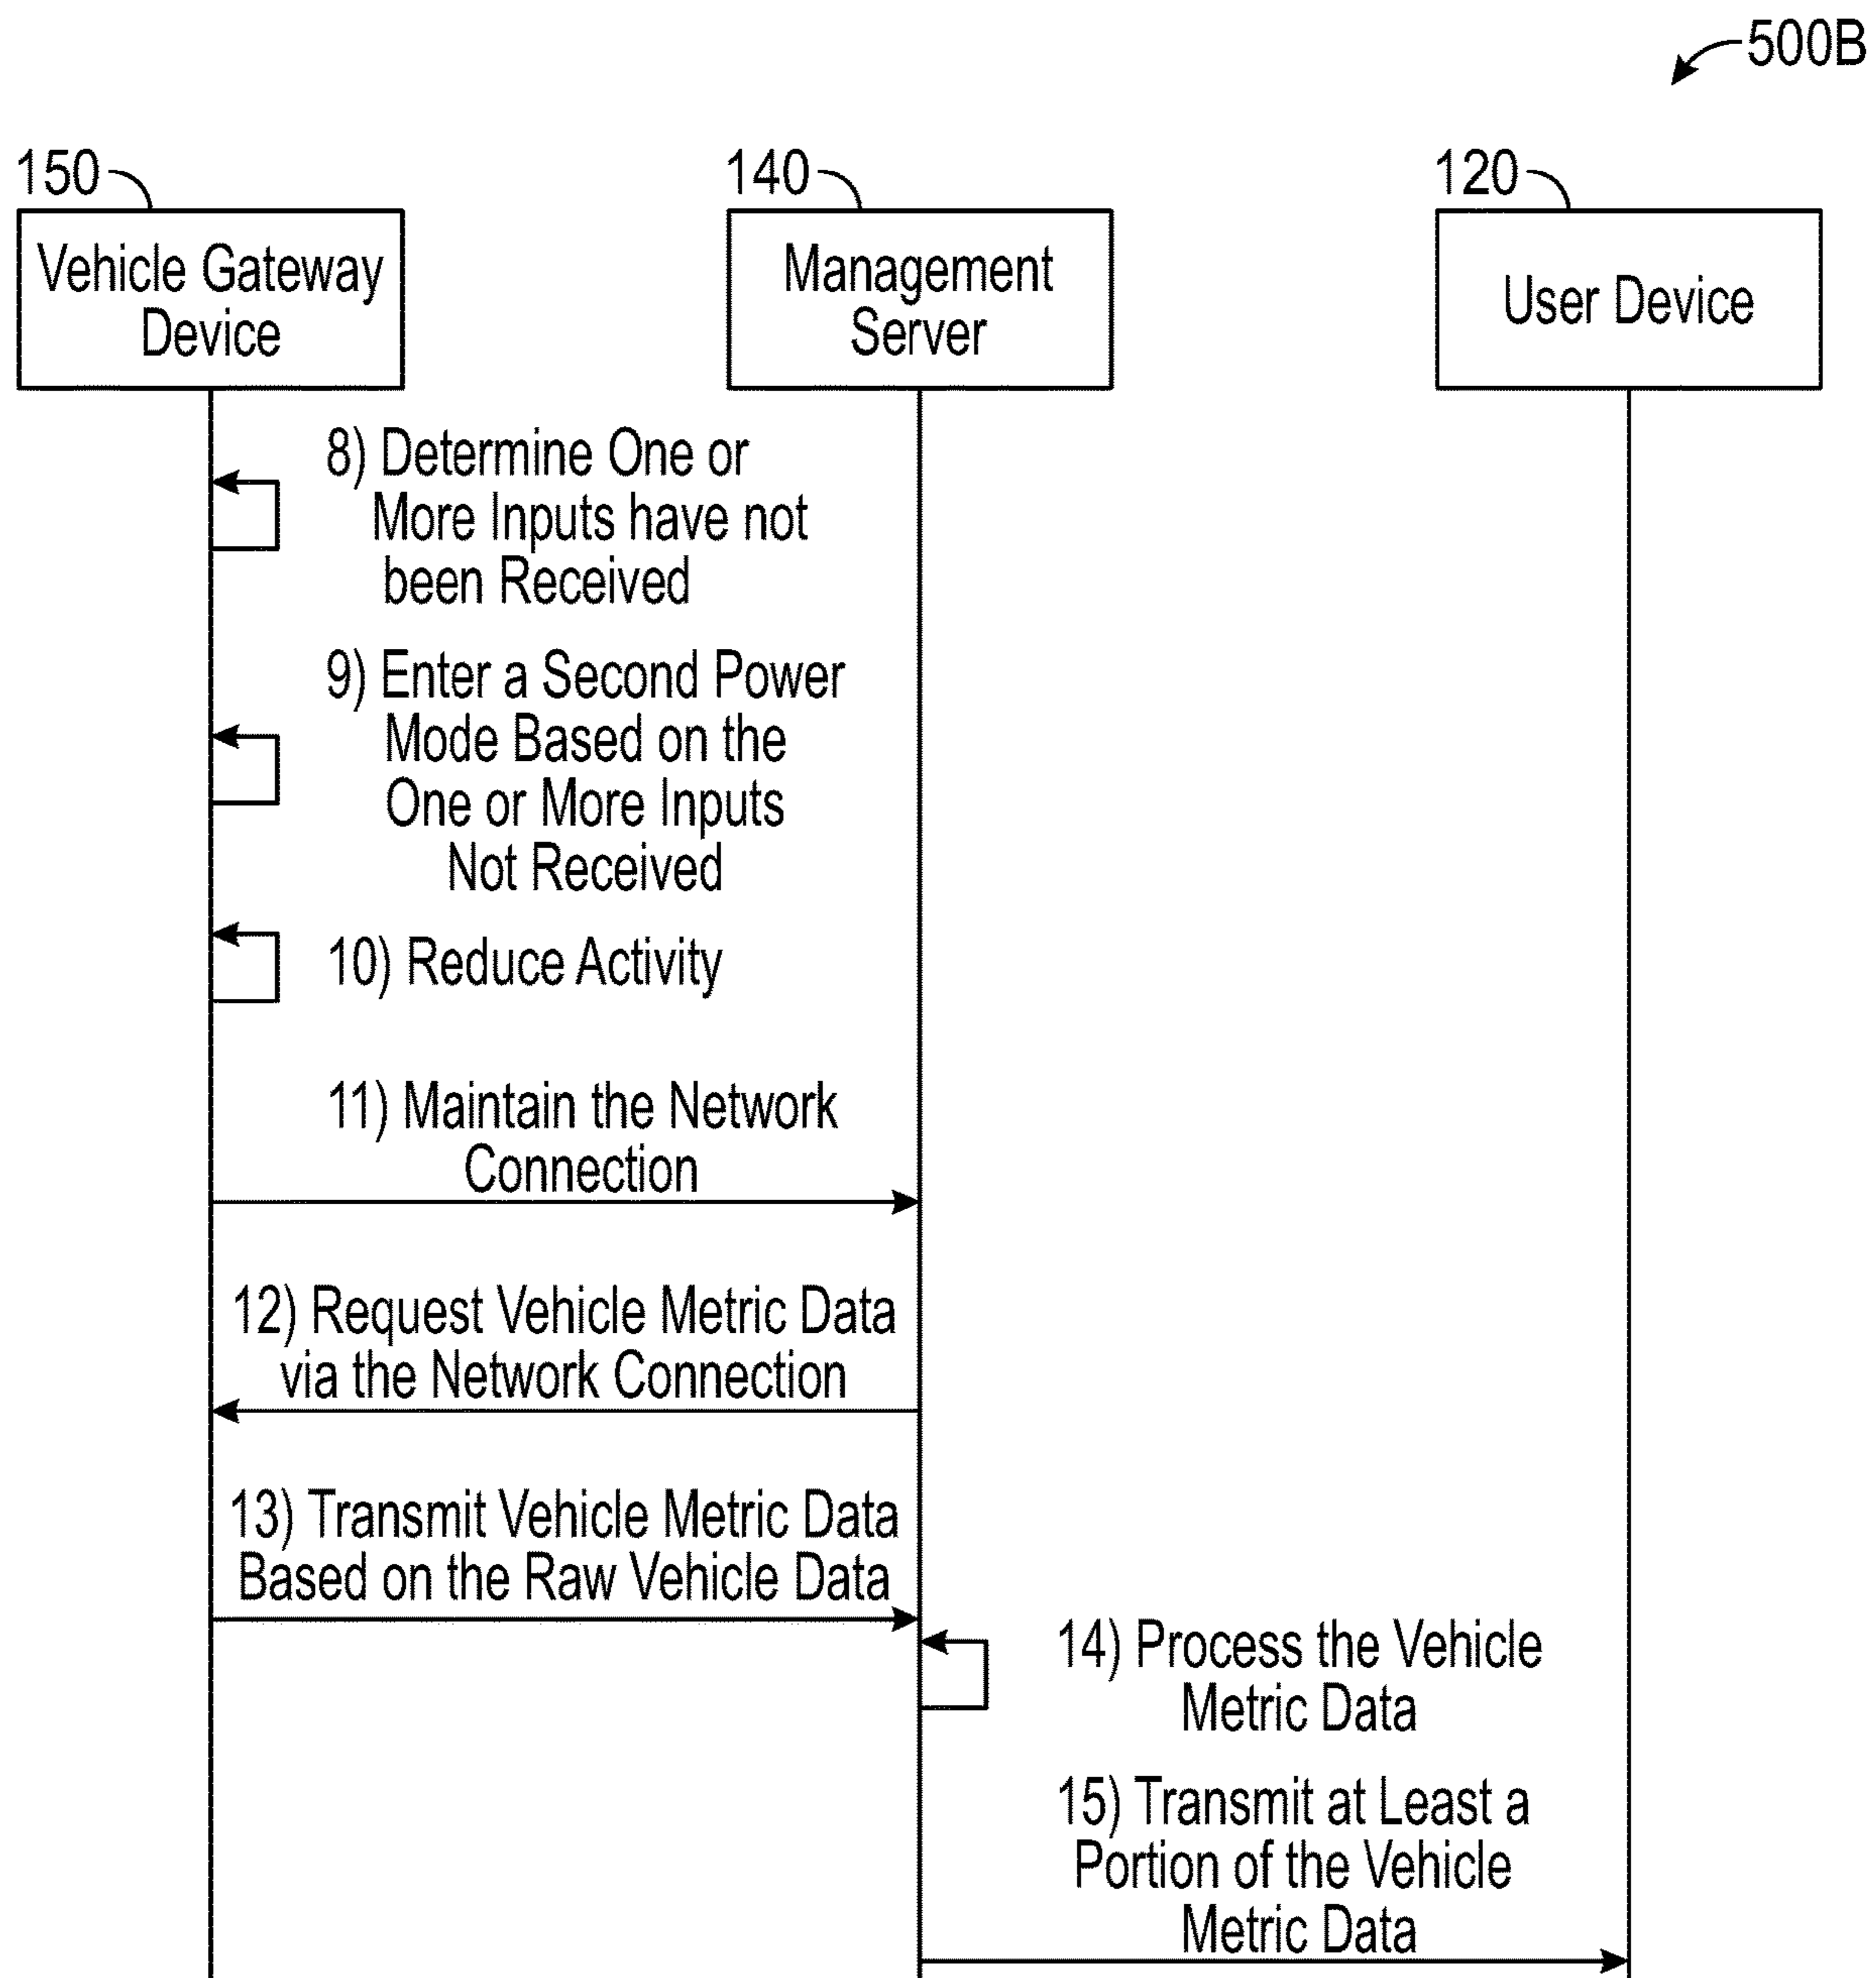 500B
150
140
120
Vehicle Gateway
Device
Management
Server
User Device
8) Determine One or
More Inputs have not
been Received
9) Enter a Second Power
Mode Based on the
One or More Inputs
Not Received
10) Reduce Activity
11) Maintain the Network
Connection
12) Request Vehicle Metric Data
via the Network Connection
13) Transmit Vehicle Metric Data
Based on the Raw Vehicle Data
14) Process the Vehicle
Metric Data
15) Transmit at Least a
Portion of the Vehicle
Metric Data